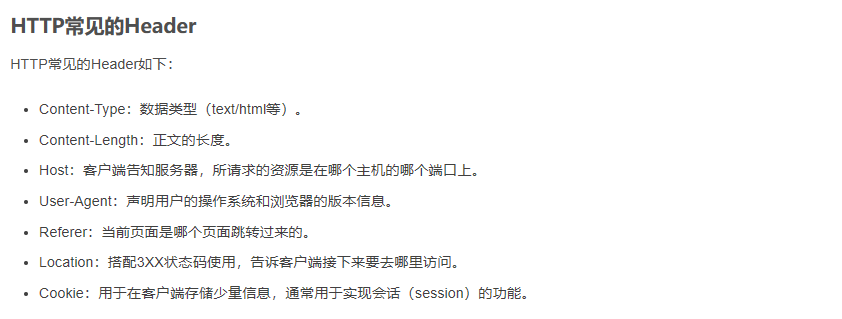 HTTP常见的Header
HTTP常见的Header如下：
• Content-Type：数据类型（text/html等）。
• Content-Length：正文的长度。
• Host：客户端告知服务器，所请求的资源是在哪个主机的哪个端口上。
• User-Agent：声明用户的操作系统和浏览器的版本信息。
• Referer：当前页面是哪个页面跳转过来的。
• Location：搭配3XX状态码使用，告诉客户端接下来要去哪里访问。
• Cookie：用于在客户端存储少量信息，通常用于实现会话（session）的功能。